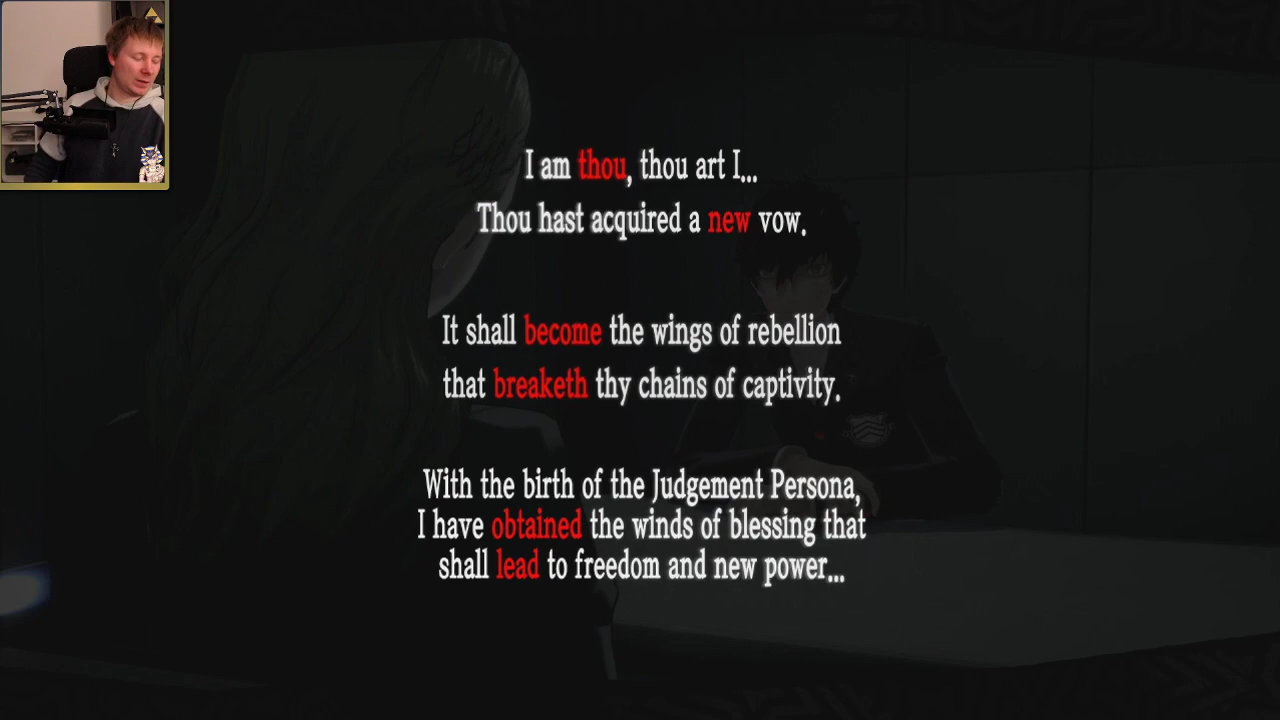 I am thou, thou art I...
Thou hast acquired a new vow.
It shall become the wings of rebellion
that breaketh thy chains of captivity.
With the birth of the Judgement Persona,
I have obtained the winds of blessing that
shall lead to freedom and new power...